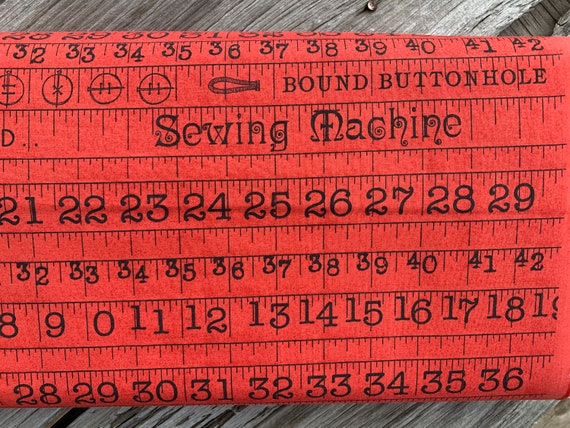 32 33 34 35 36 37 38 39 40 41 42
BOUND BUTTONHOLE
D.. Sewing Machine
21 22 23 24 25 26 27 28 29
32 33 34 35 36 37 38 39 40 41 42
8 9 0 11 12 13 14 15 16 17 18 19
28 29 30 31 32 33 34 35 36